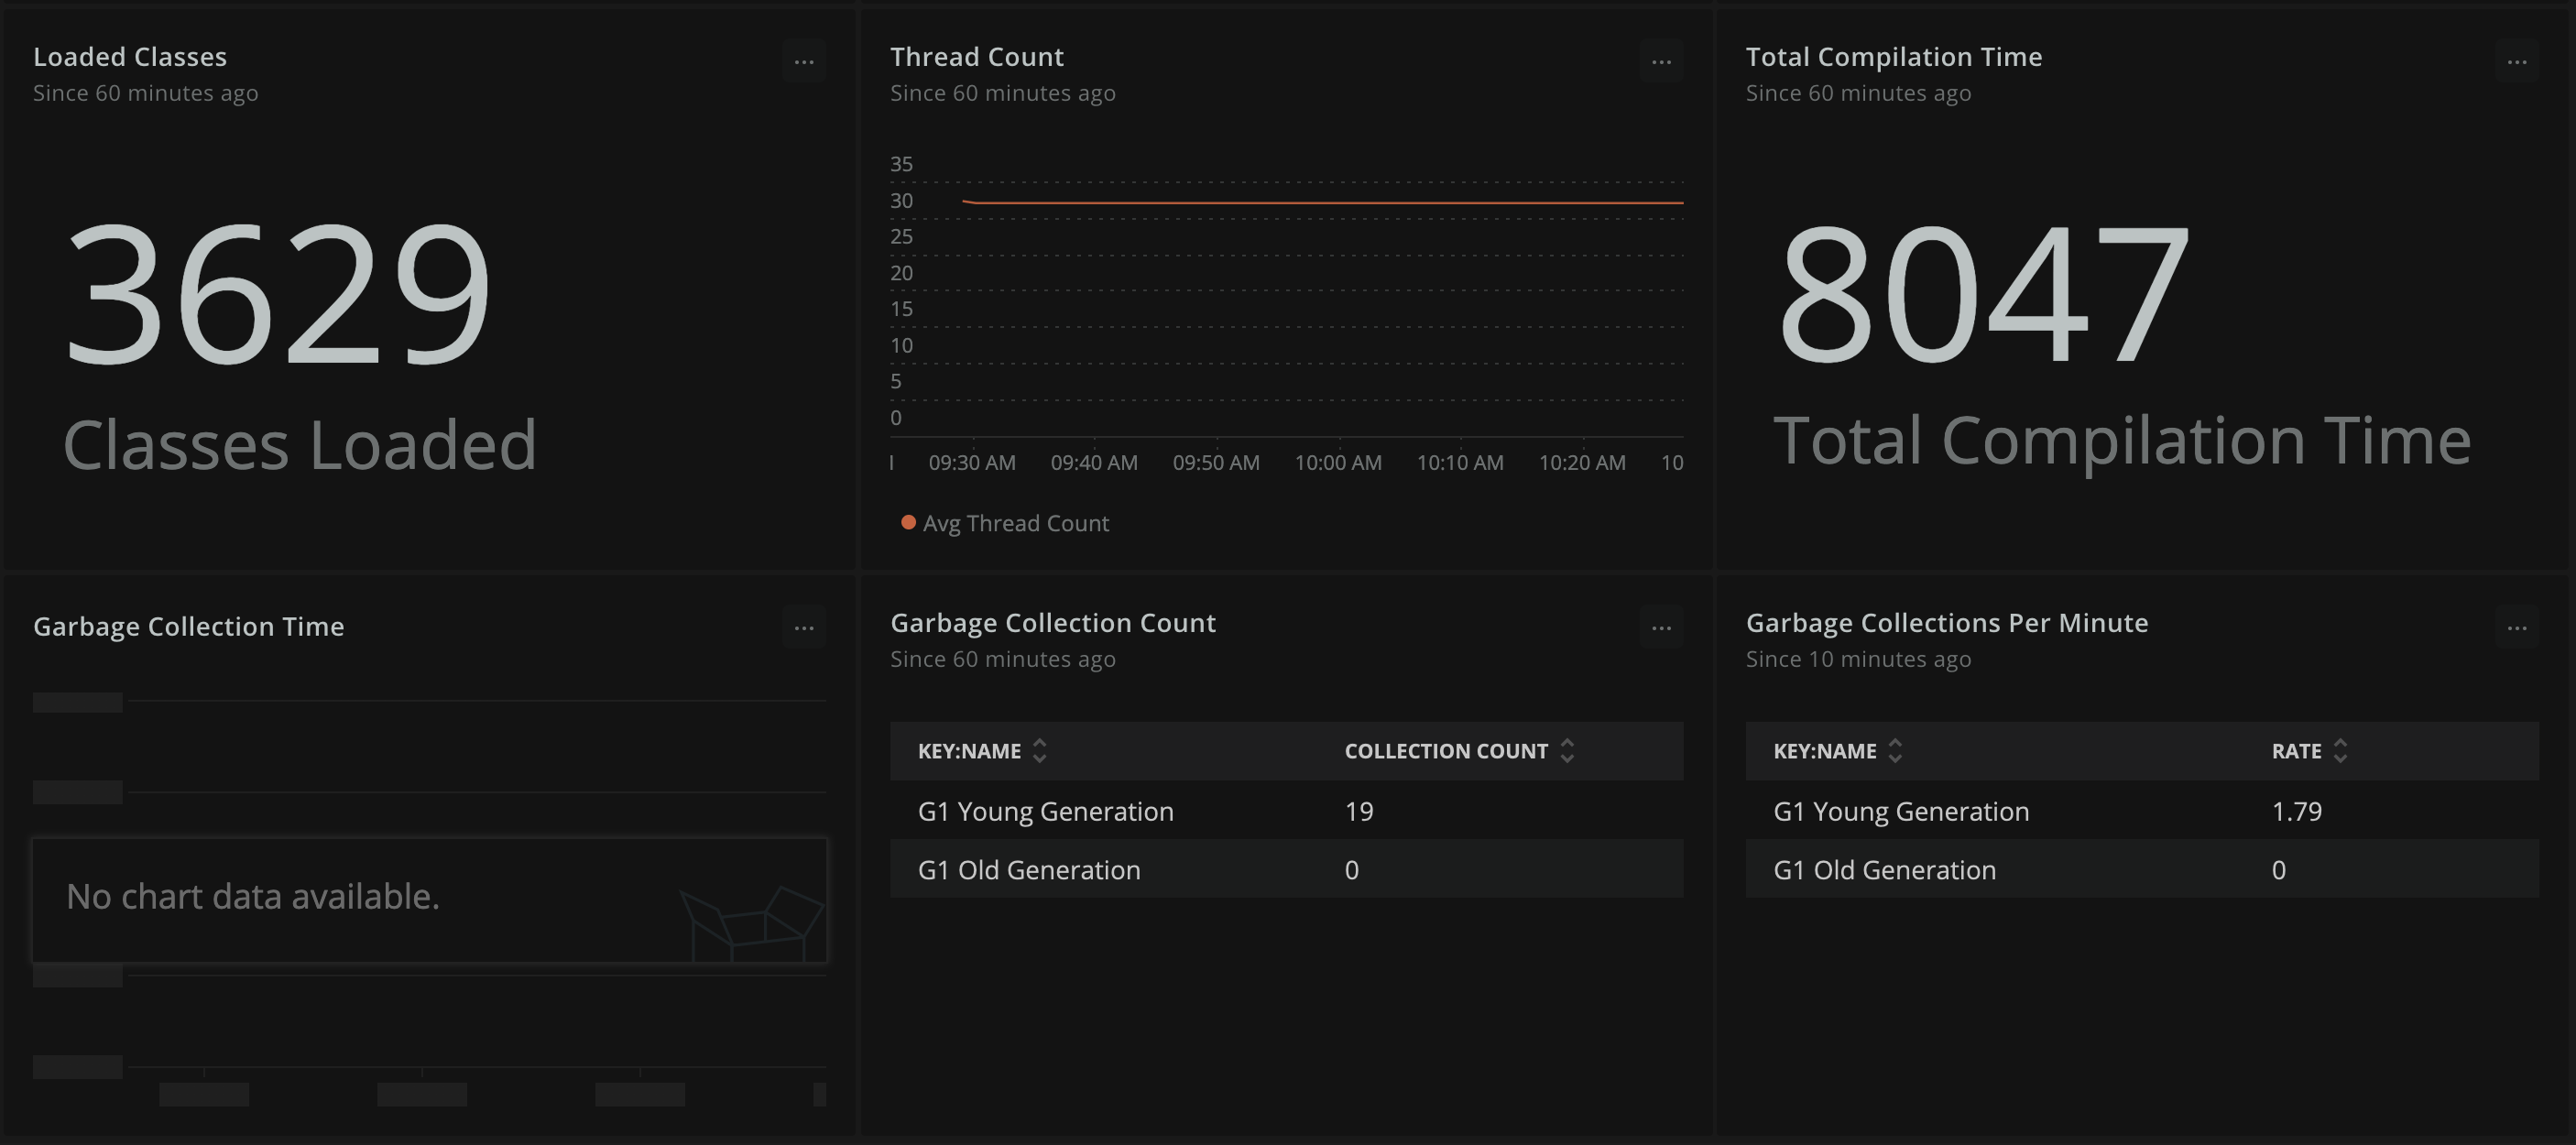 Loaded Classes
...
Since 60 minutes ago
3629
Classes Loaded
Thread Count
...
Since 60 minutes ago
35
30
25
20
15
10
5
0
09:30 AM 09:40 AM 09:50 AM 10:00 AM 10:10 AM 10:20 AM 10
Avg Thread Count
Total Compilation Time
...
Since 60 minutes ago
8047
Total Compilation Time
Garbage Collection Time
...
No chart data available.
Garbage Collection Count
...
Since 60 minutes ago
KEY:NAME COLLECTION COUNT
G1 Young Generation 19
G1 Old Generation 0
Garbage Collections Per Minute
...
Since 10 minutes ago
KEY:NAME RATE
G1 Young Generation 1.79
G1 Old Generation 0